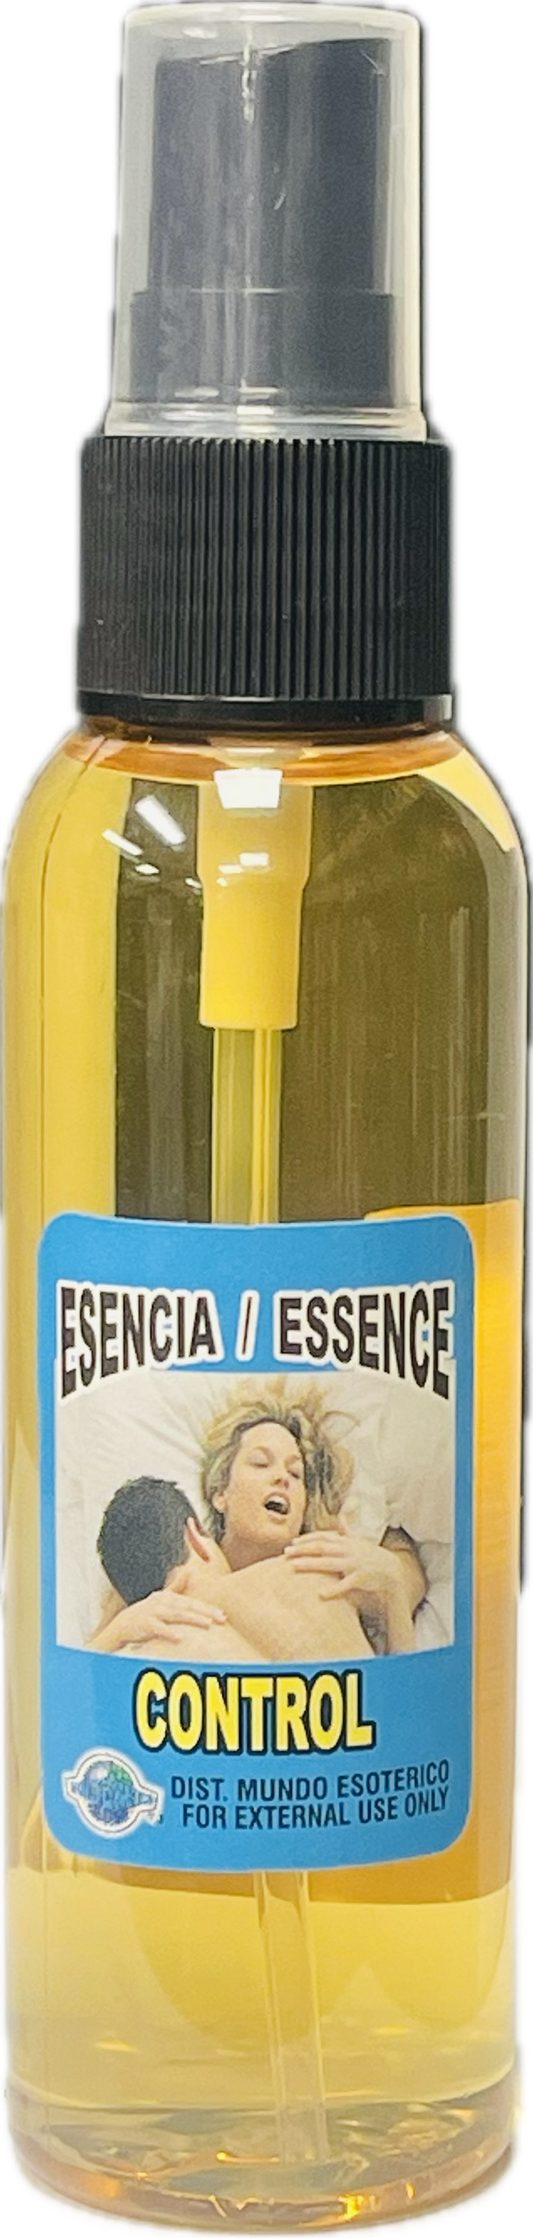 ESENCIA / ESSENCE
CONTROL
DIST. MUNDO ESOTERICO
FOR EXTERNAL USE ONLY